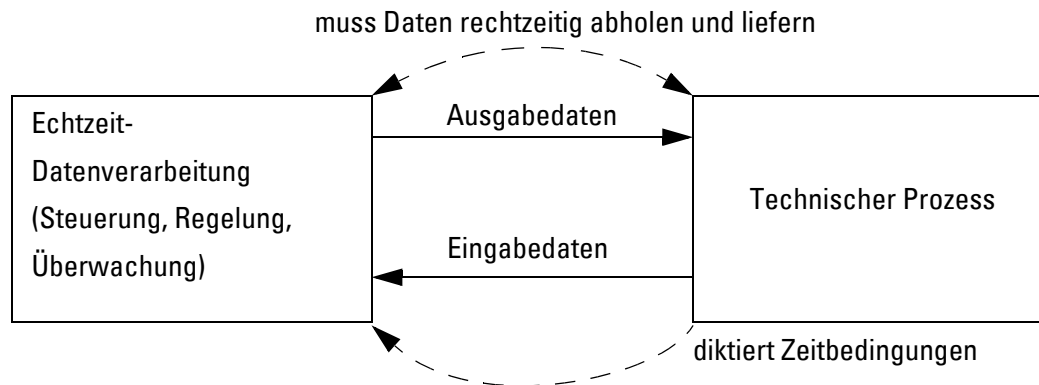 muss Daten rechtzeitig abholen und liefern
Echtzeit-
Datenverarbeitung
(Steuerung, Regelung,
Überwachung)
Ausgabedaten
Eingabedaten
Technischer Prozess
diktiert Zeitbedingungen